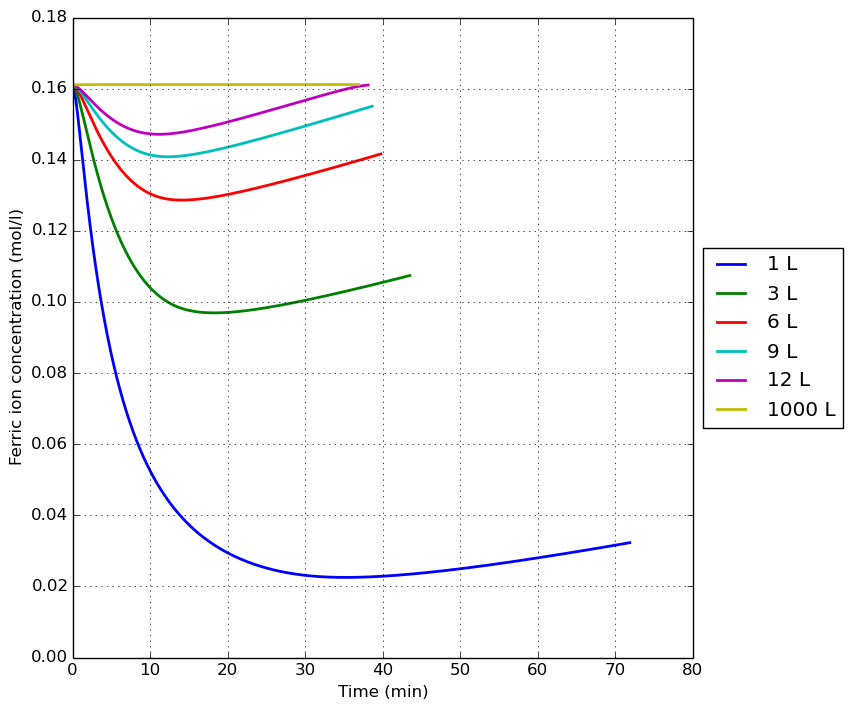 0.18
0.16
0.14
0.12
0.10
0.08
0.06
0.04
0.02
0.00
Ferric ion concentration (mol/l)
0 10 20 30 40 50 60 70 80
Time (min)
1 L
3 L
6 L
9 L
12 L
1000 L